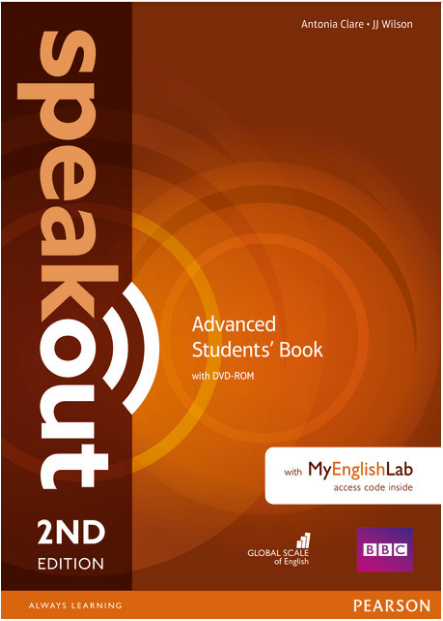 Antonia Clare • JJ Wilson
speakout
Advanced
Students' Book
with DVD-ROM
with MyEnglishLab
access code inside
2ND
EDITION
GLOBAL SCALE
of English
BBC
ALWAYS LEARNING
PEARSON